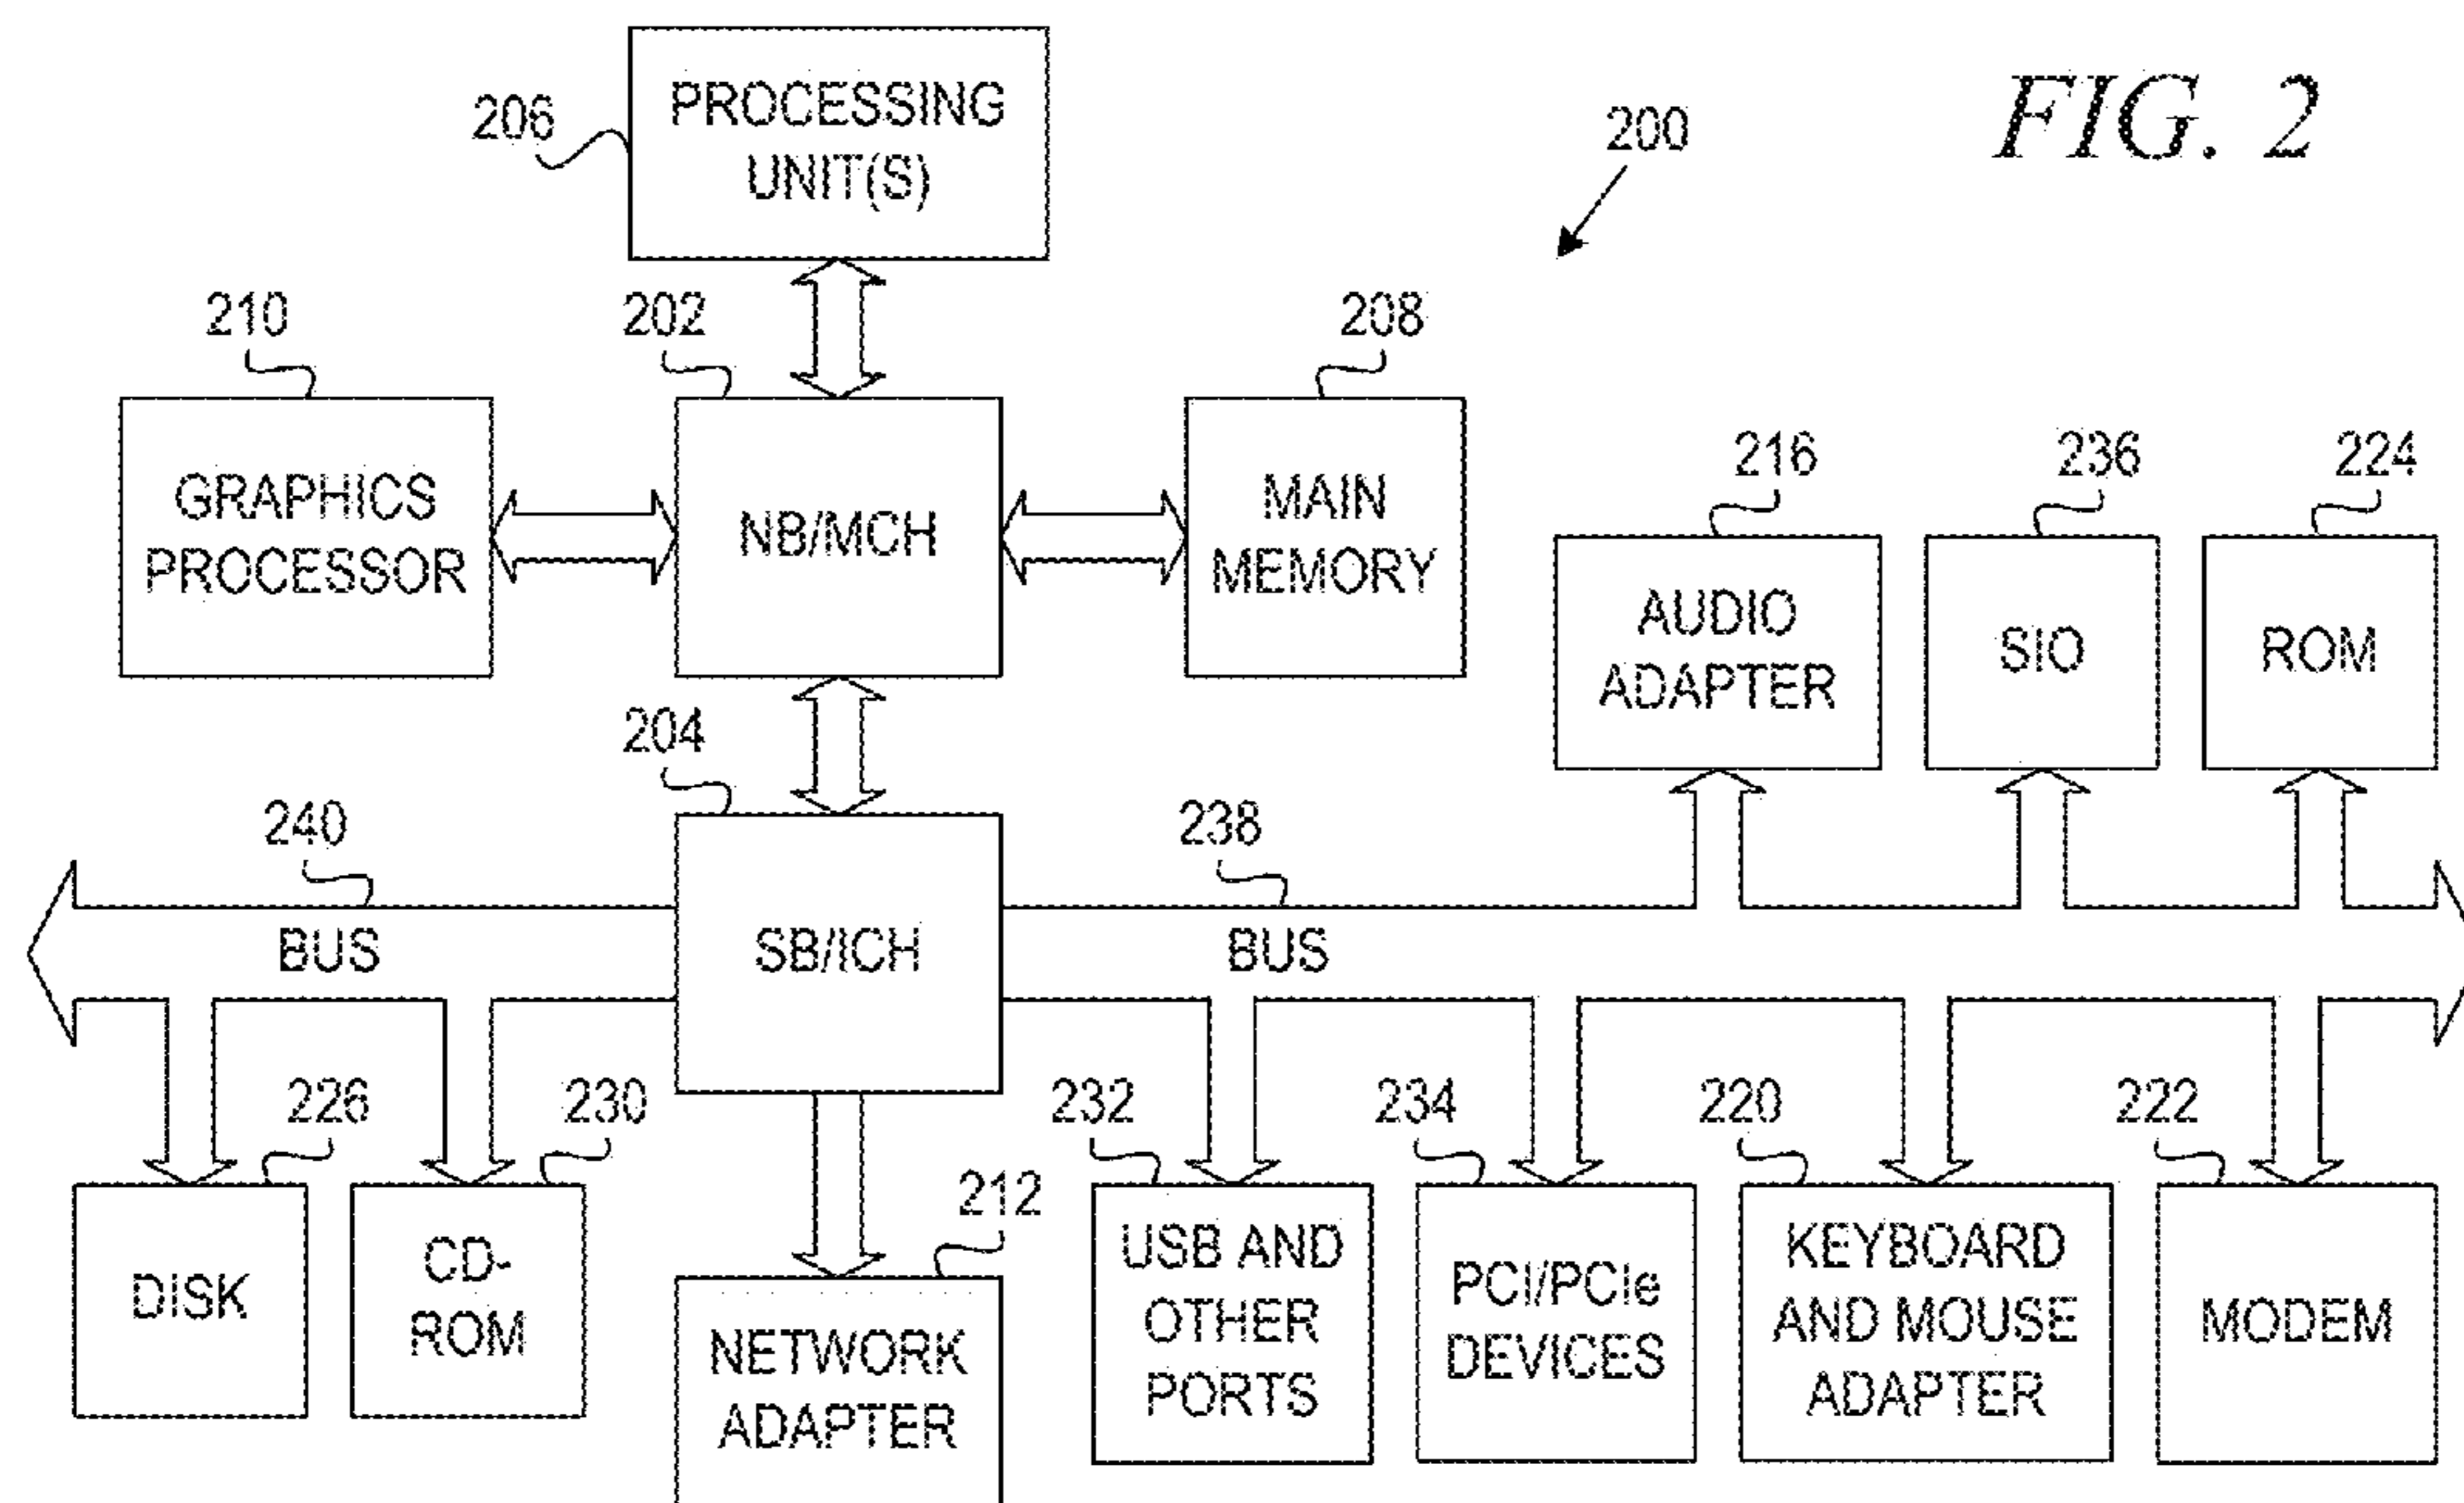 FIG. 2
200
206
PROCESSING
UNIT(S)
210
202
208
GRAPHICS
PROCESSOR
NB/MCH
MAIN
MEMORY
216
236
224
AUDIO
ADAPTER
SIO
ROM
204
240
238
BUS
SB/ICH
BUS
226
230
212
232
234
220
222
DISK
CD-
ROM
NETWORK
ADAPTER
USB AND
OTHER
PORTS
PCI/PCIe
DEVICES
KEYBOARD
AND MOUSE
ADAPTER
MODEM